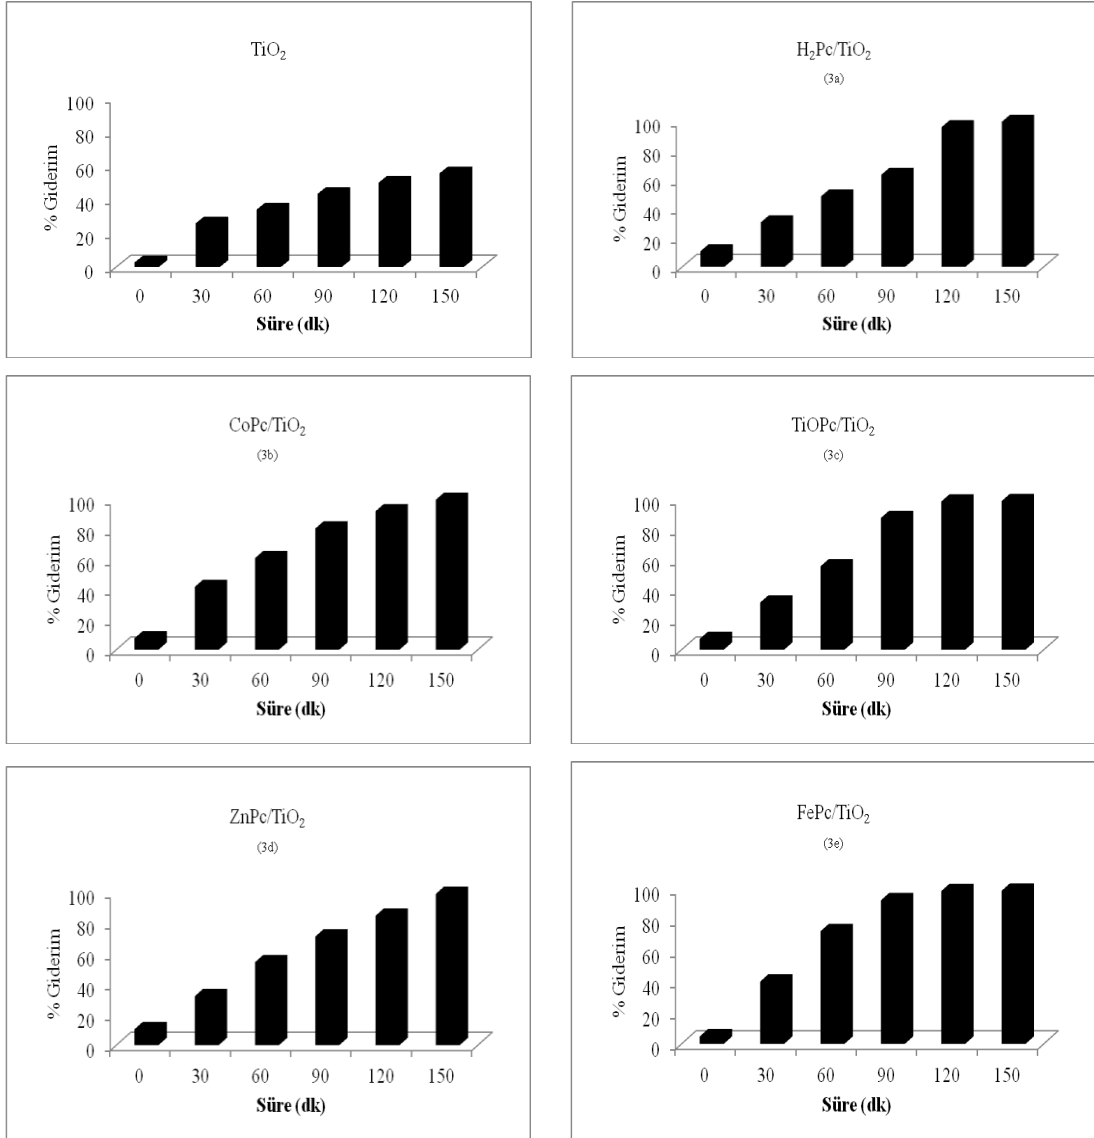 TiO2
100
80
60
40
20
0
% Giderim
0 30 60 90 120 150
Süre (dk)
H2Pc/TiO2
(3a)
100
80
60
40
20
0
% Giderim
0 30 60 90 120 150
Süre (dk)
CoPc/TiO2
(3b)
100
80
60
40
20
0
% Giderim
0 30 60 90 120 150
Süre (dk)
TiOPc/TiO2
(3c)
100
80
60
40
20
0
% Giderim
0 30 60 90 120 150
Süre (dk)
ZnPc/TiO2
(3d)
100
80
60
40
20
0
% Giderim
0 30 60 90 120 150
Süre (dk)
FePc/TiO2
(3e)
100
80
60
40
20
0
% Giderim
0 30 60 90 120 150
Süre (dk)